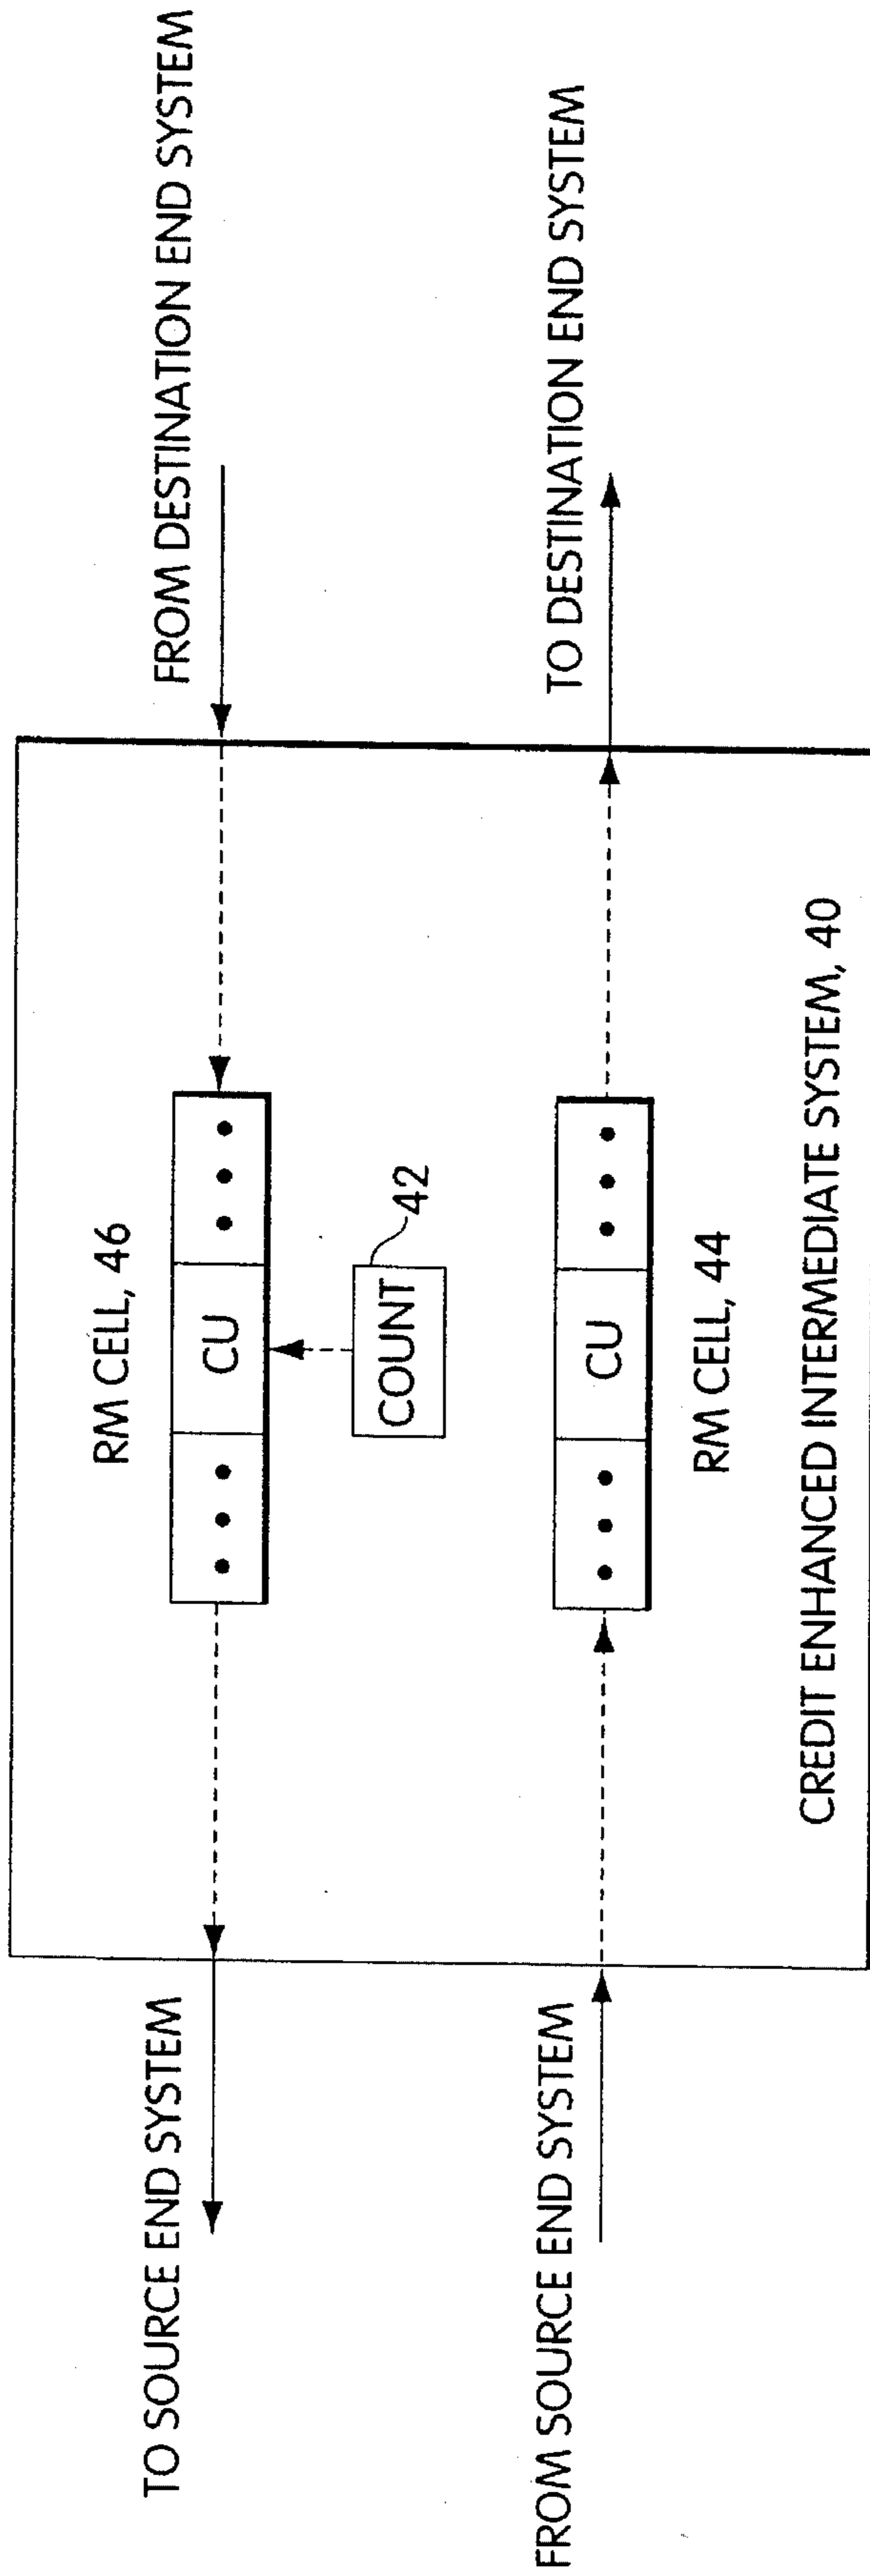 TO SOURCE END SYSTEM
FROM DESTINATION END SYSTEM
RM CELL, 46
• • •
CU
• • •
COUNT
42
FROM SOURCE END SYSTEM
TO DESTINATION END SYSTEM
• • •
CU
• • •
RM CELL, 44
CREDIT ENHANCED INTERMEDIATE SYSTEM, 40